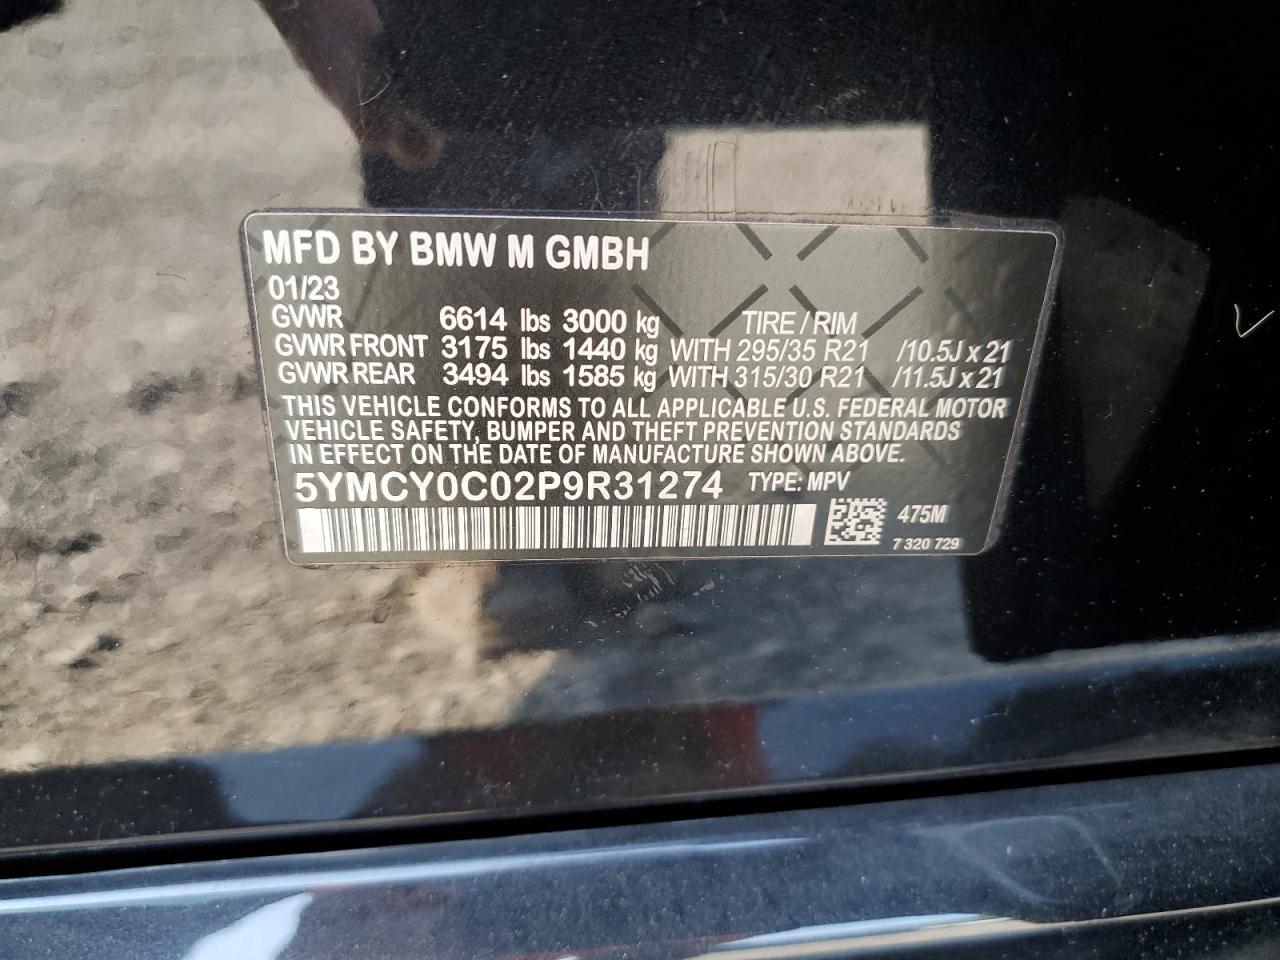 MFD BY BMW M GMBH
01/23
GVWR 6614 lbs 3000 kg TIRE / RIM
GVWR FRONT 3175 lbs 1440 kg WITH 295/35 R21 /10.5J x 21
GVWR REAR 3494 lbs 1585 kg WITH 315/30 R21 /11.5J x 21
THIS VEHICLE CONFORMS TO ALL APPLICABLE U.S. FEDERAL MOTOR
VEHICLE SAFETY, BUMPER AND THEFT PREVENTION STANDARDS
IN EFFECT ON THE DATE OF MANUFACTURE SHOWN ABOVE.
5YMCY0C02P9R31274 TYPE: MPV
475M
7 320 729